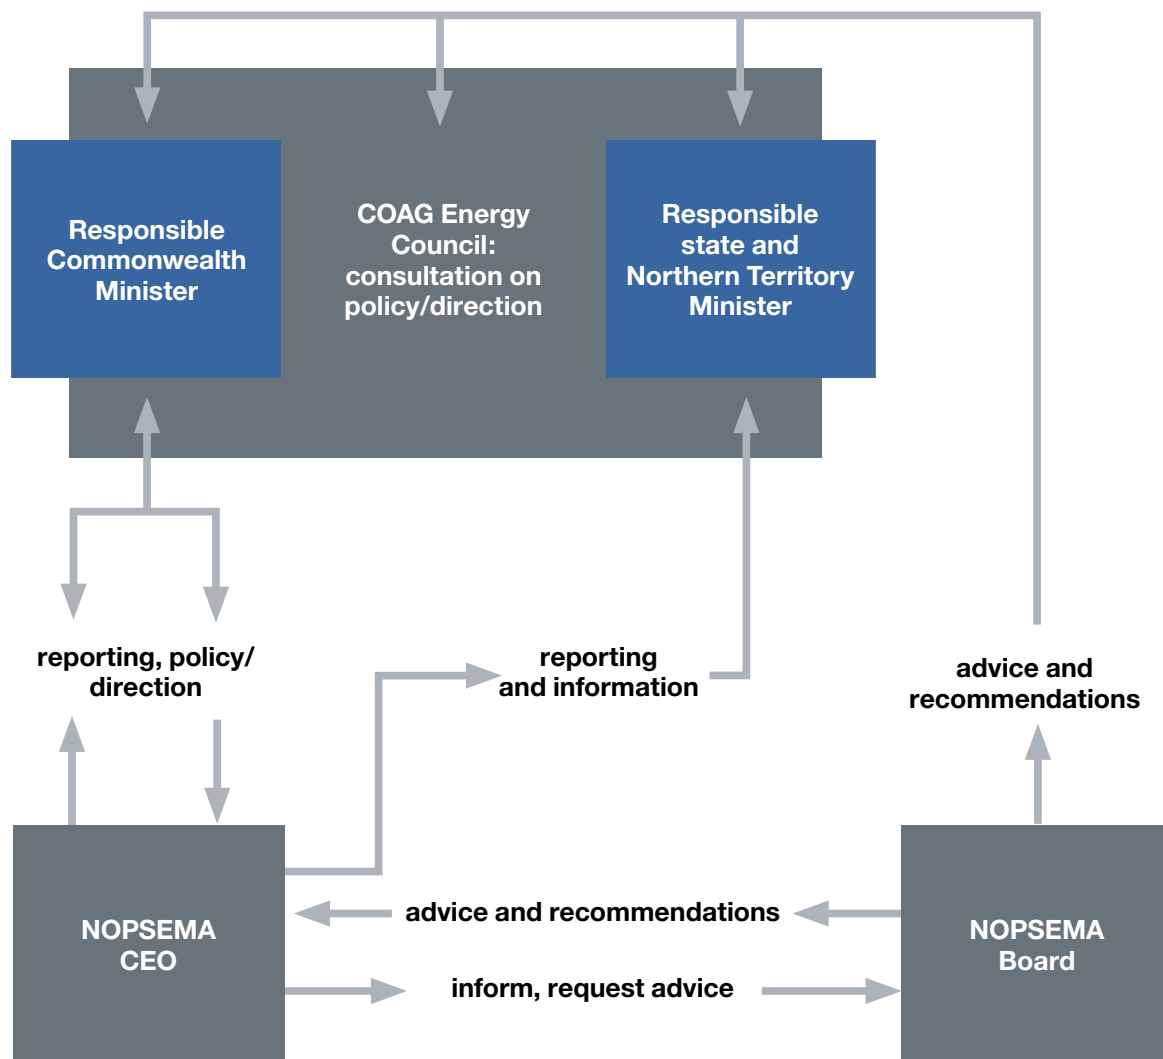 Responsible
Commonwealth
Minister
COAG Energy
Council:
consultation on
policy/direction
Responsible
state and
Northern Territory
Minister
reporting, policy/
direction
reporting
and information
advice and
recommendations
NOPSEMA
CEO
advice and recommendations
inform, request advice
NOPSEMA
Board